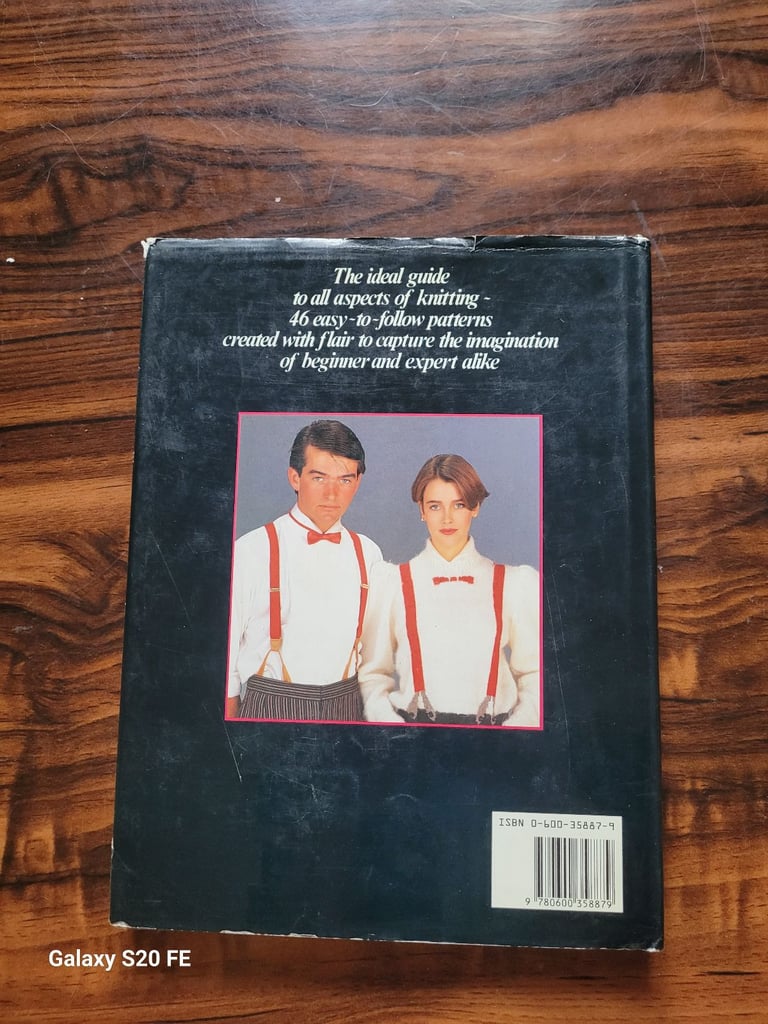 The ideal guide
to all aspects of knitting ~
46 easy~to~follow patterns
created with flair to capture the imagination
of beginner and expert alike
ISBN 0-600-35887-9
9 780600 358879
Galaxy S20 FE